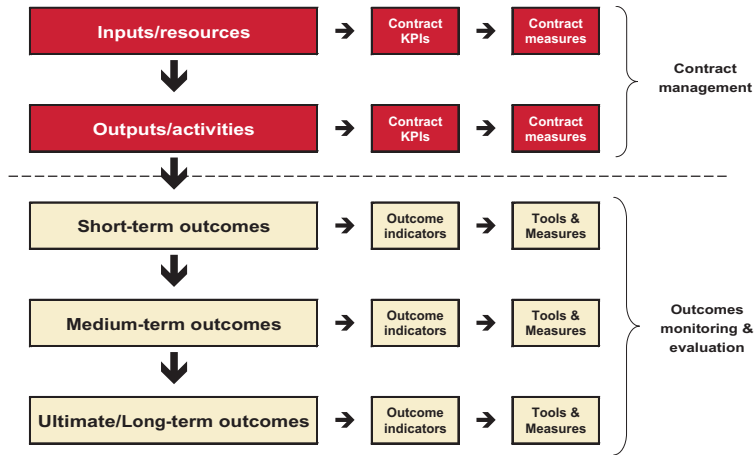 Inputs/resources
Contract
KPIs
Contract
measures
Contract
management
Outputs/activities
Contract
KPIs
Contract
measures
Short-term outcomes
Outcome
indicators
Tools &
Measures
Medium-term outcomes
Outcome
indicators
Tools &
Measures
Outcomes
monitoring &
evaluation
Ultimate/Long-term outcomes
Outcome
indicators
Tools &
Measures